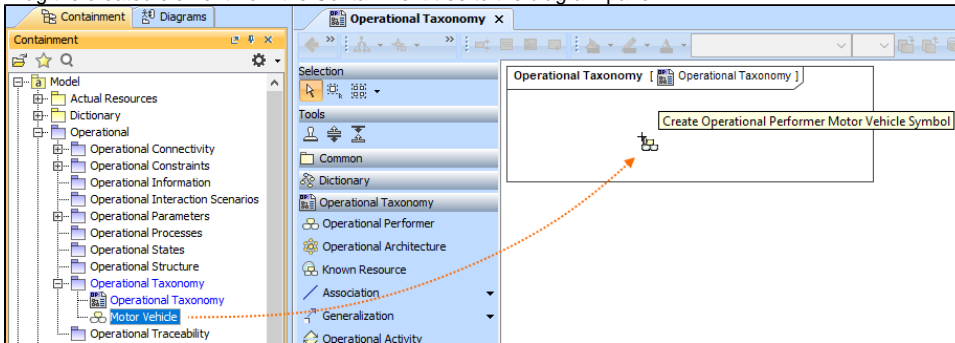 Containment
Diagrams
Containment
Model
Actual Resources
Dictionary
Operational
Operational Connectivity
Operational Constraints
Operational Information
Operational Interaction Scenarios
Operational Parameters
Operational Processes
Operational States
Operational Structure
Operational Taxonomy
Operational Taxonomy
Motor Vehicle
Operational Traceability
Operational Taxonomy
Selection
Tools
Common
Dictionary
Operational Taxonomy
Operational Performer
Operational Architecture
Known Resource
Association
Generalization
Operational Activity
Operational Taxonomy [ Operational Taxonomy ]
Create Operational Performer Motor Vehicle Symbol